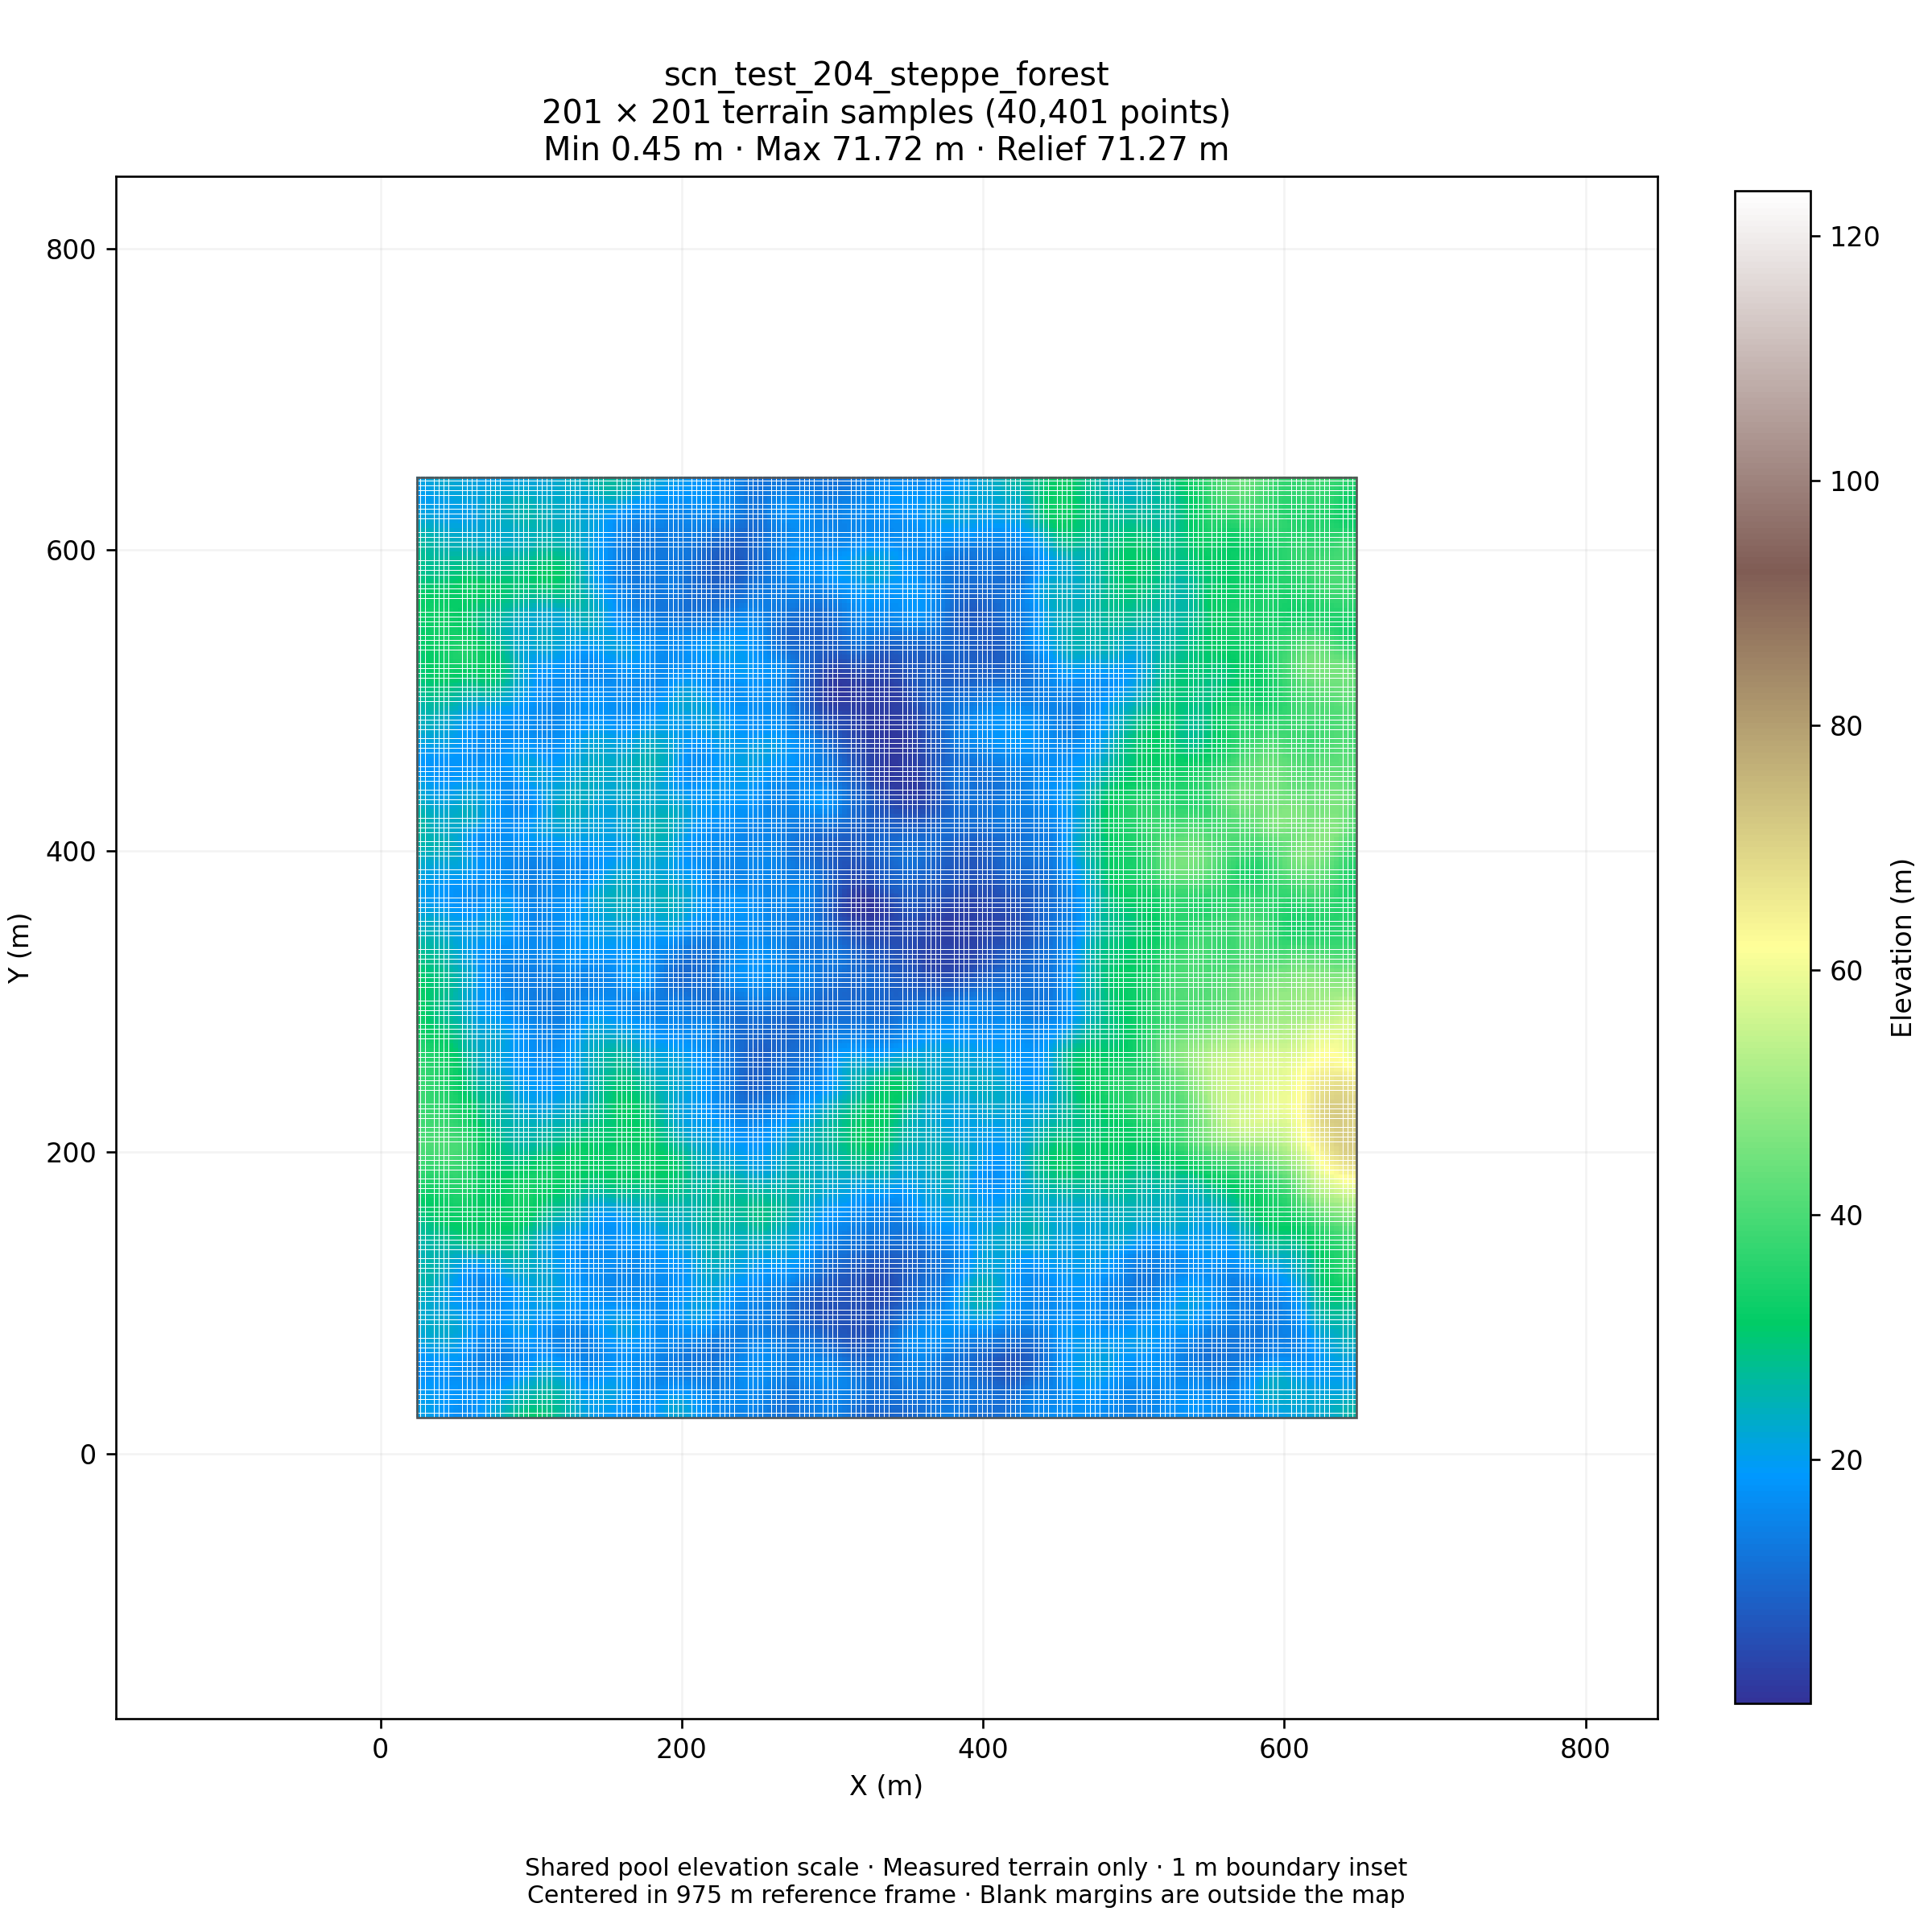 scn_test_204_steppe_forest
201 × 201 terrain samples (40,401 points)
Min 0.45 m · Max 71.72 m · Relief 71.27 m
800
600
400
200
0
Y (m)
0
200
400
600
800
X (m)
120
100
80
60
40
20
Elevation (m)
Shared pool elevation scale · Measured terrain only · 1 m boundary inset
Centered in 975 m reference frame · Blank margins are outside the map